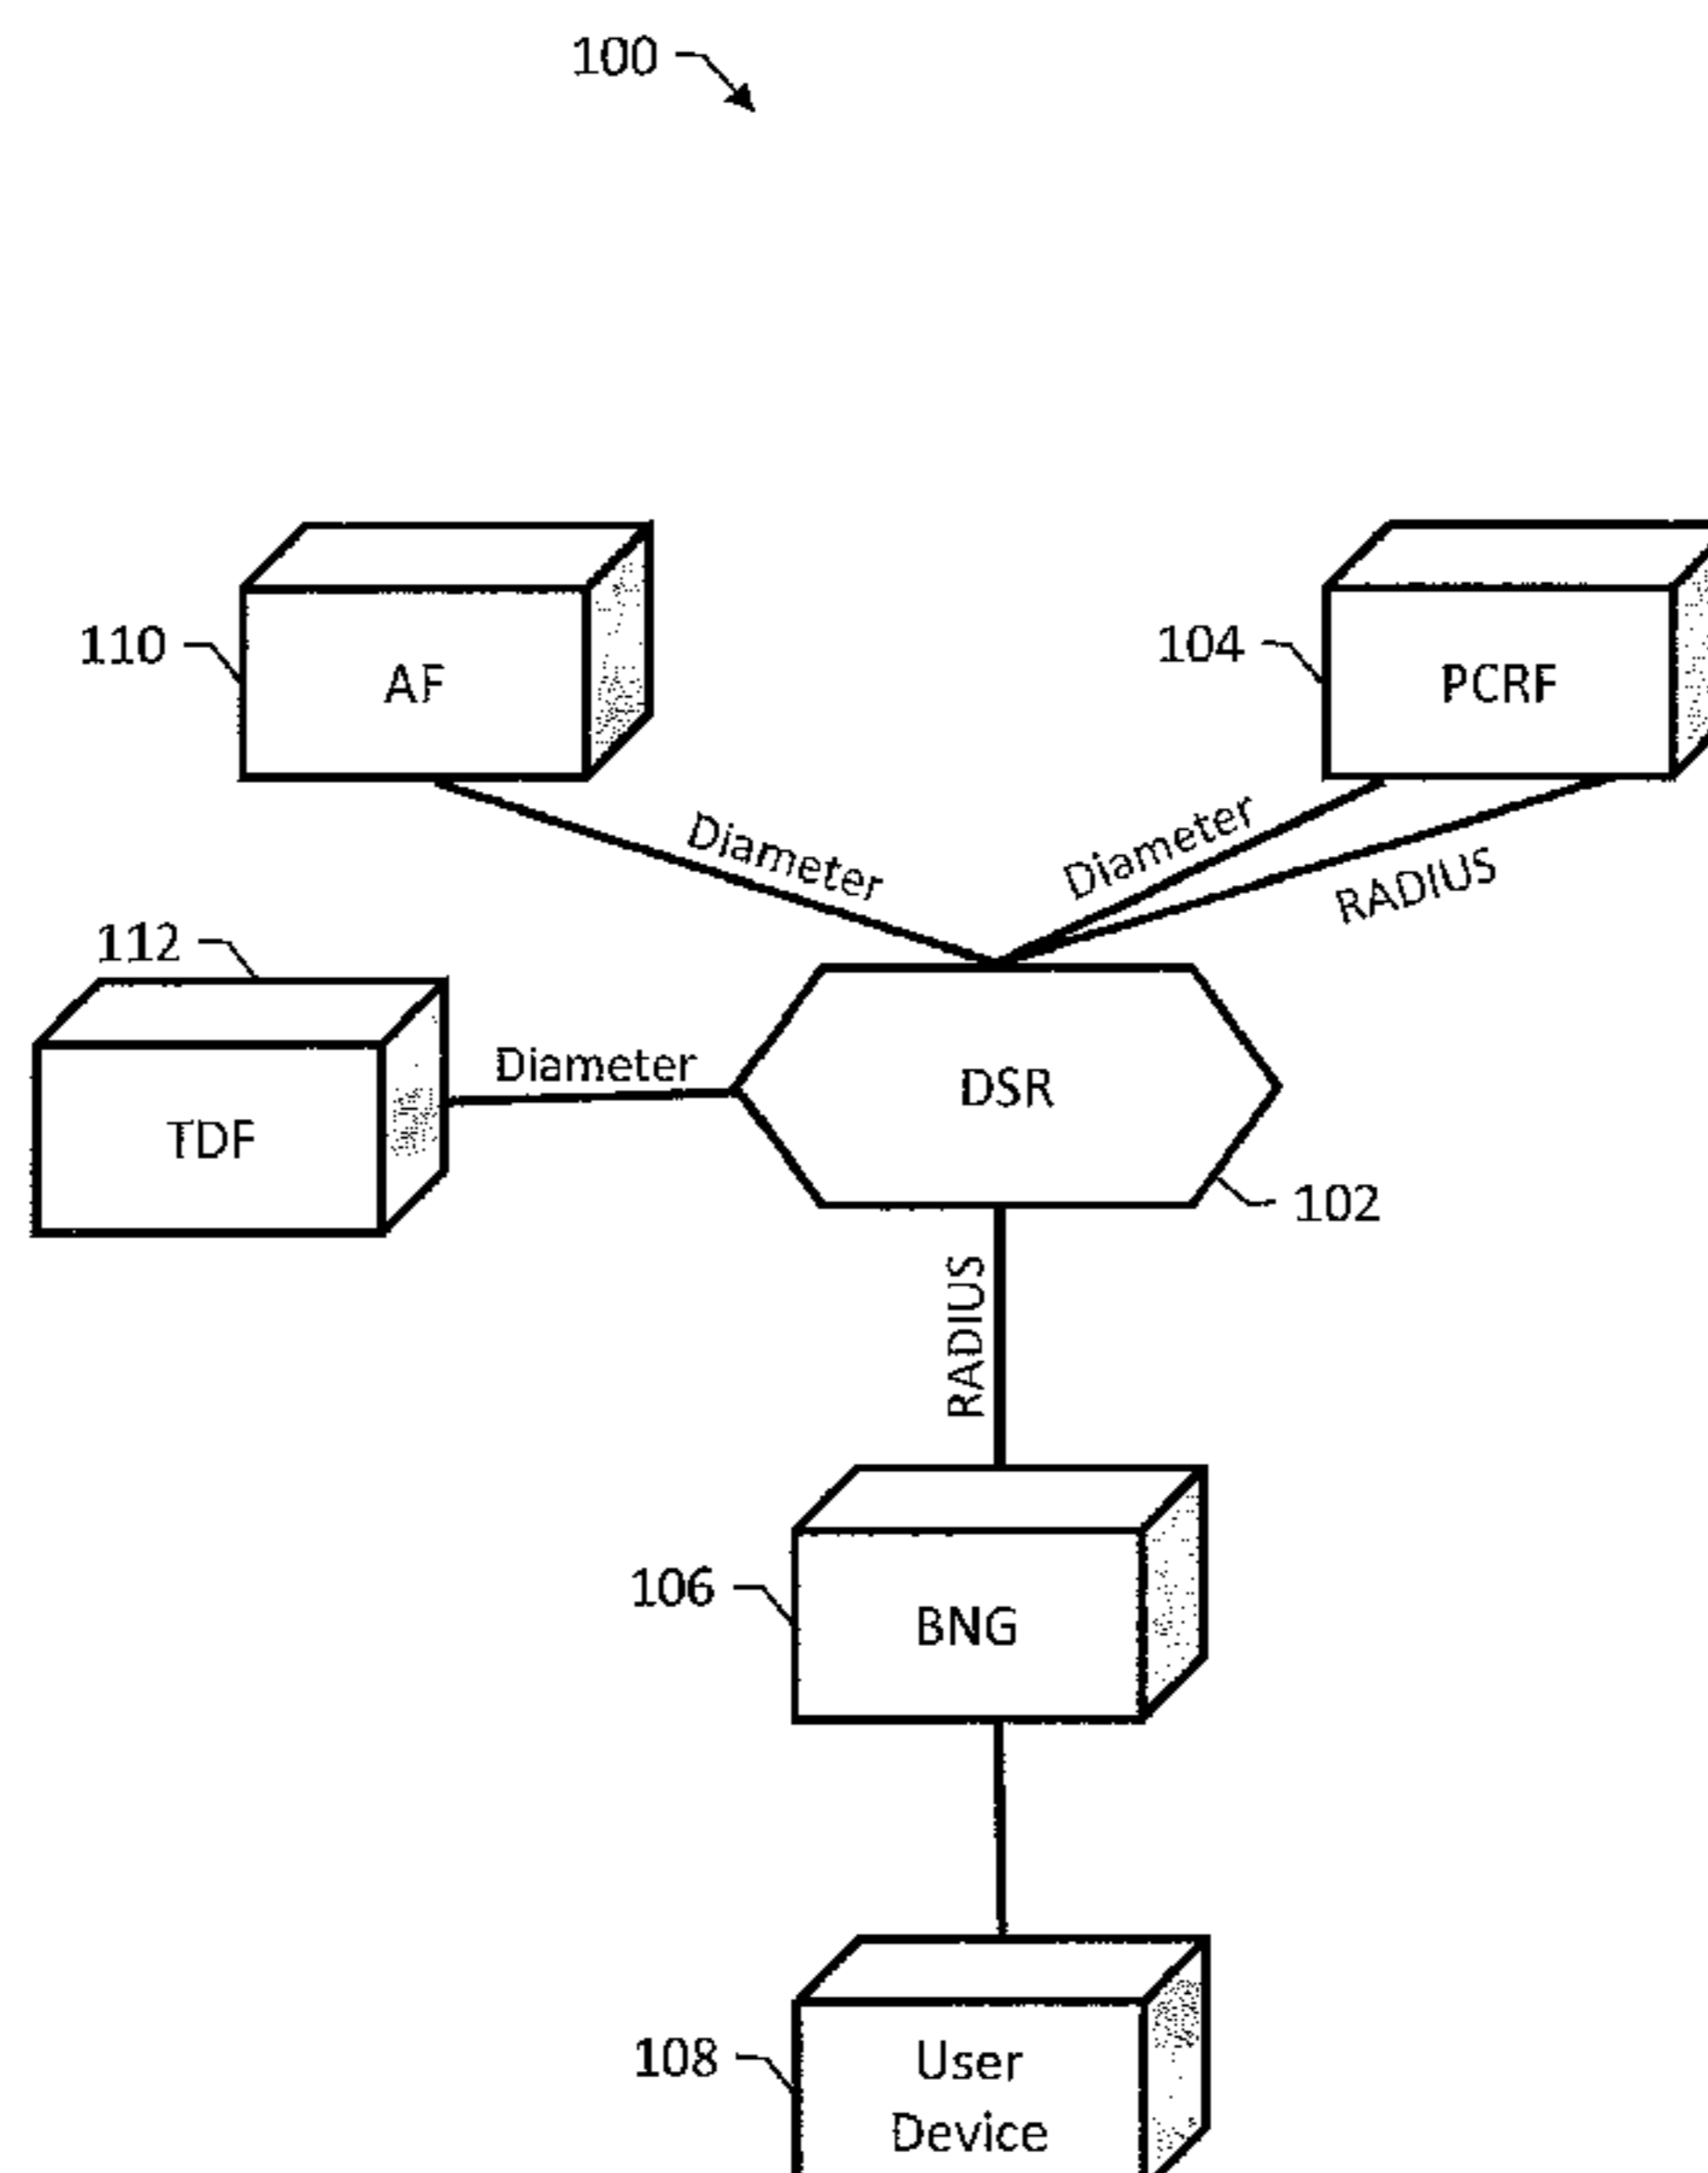 100
110
AF
104
PCRF
Diameter
Diameter
RADIUS
112
TDF
Diameter
DSR
102
RADIUS
106
BNG
108
User
Device